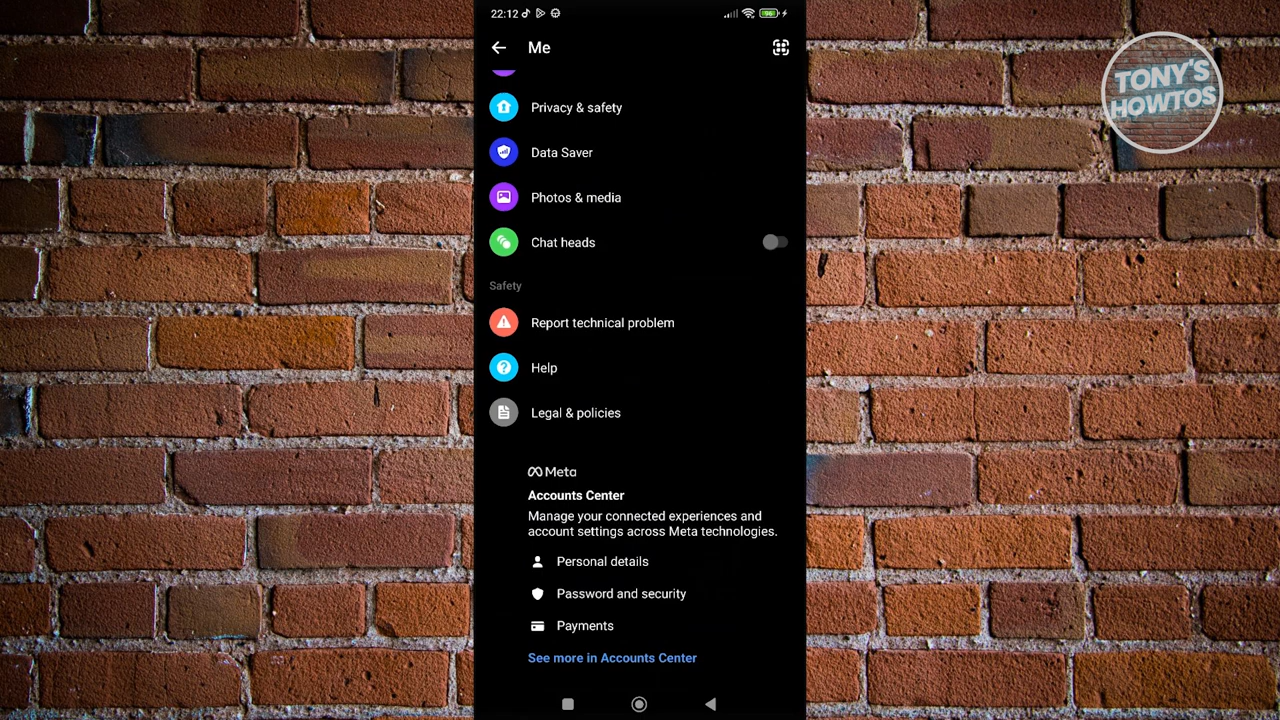 22:12
96
Me
TONY'S
HOWTOS
Privacy & safety
Data Saver
Photos & media
Chat heads
Safety
Report technical problem
Help
Legal & policies
Meta
Accounts Center
Manage your connected experiences and
account settings across Meta technologies.
Personal details
Password and security
Payments
See more in Accounts Center